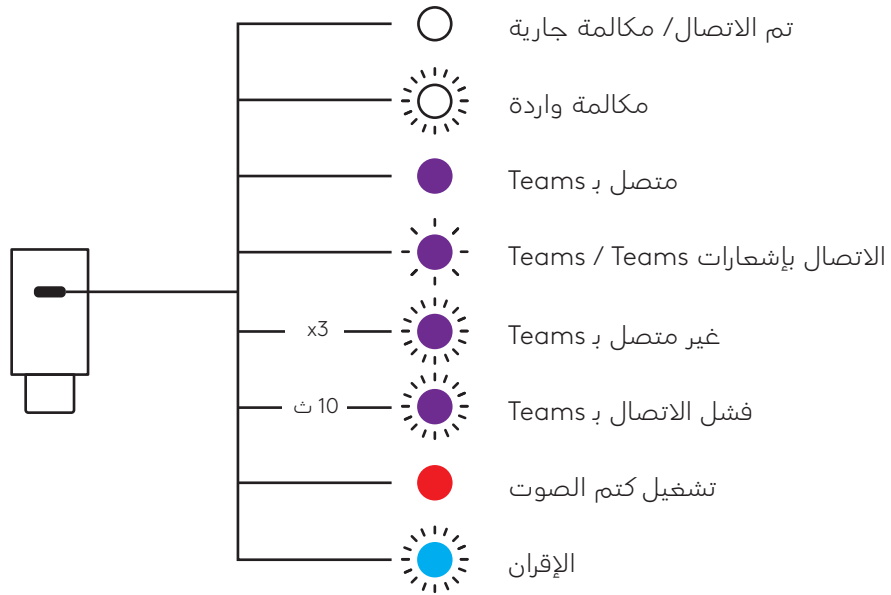 تم الاتصال/ مكالمة جارية
مكالمة واردة
متصل بـ Teams
الاتصال بإشعارات Teams / Teams
x3
غير متصل بـ Teams
10 ث
فشل الاتصال بـ Teams
تشغيل كتم الصوت
الإقران